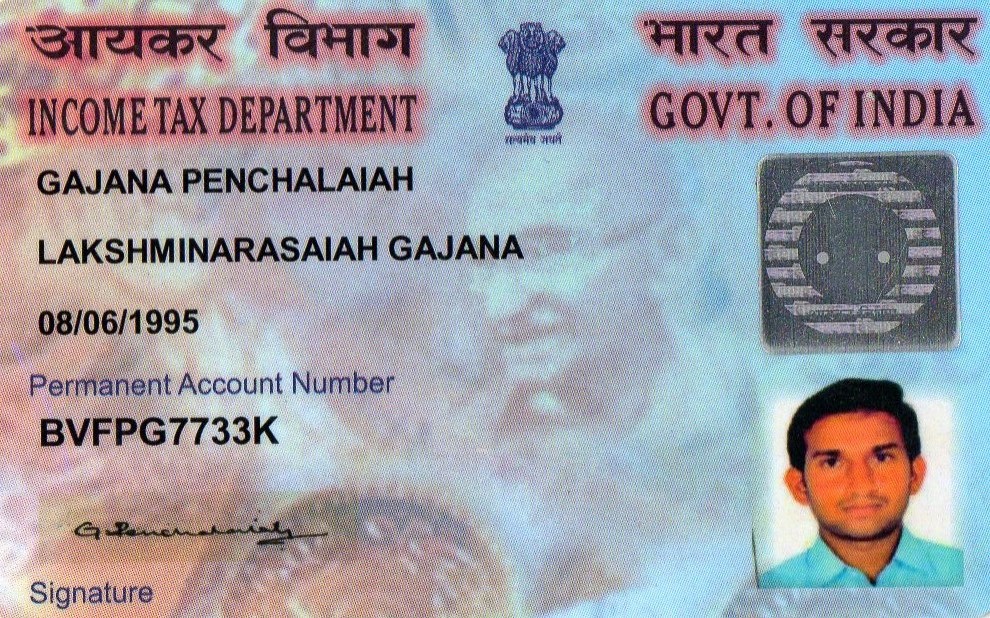 आयकर विभाग
INCOME TAX DEPARTMENT
भारत सरकार
GOVT. OF INDIA
सत्यमेव जयते
GAJANA PENCHALAIAH
LAKSHMINARASAIAH GAJANA
08/06/1995
Permanent Account Number
BVFPG7733K
G. Penchalaiah
Signature